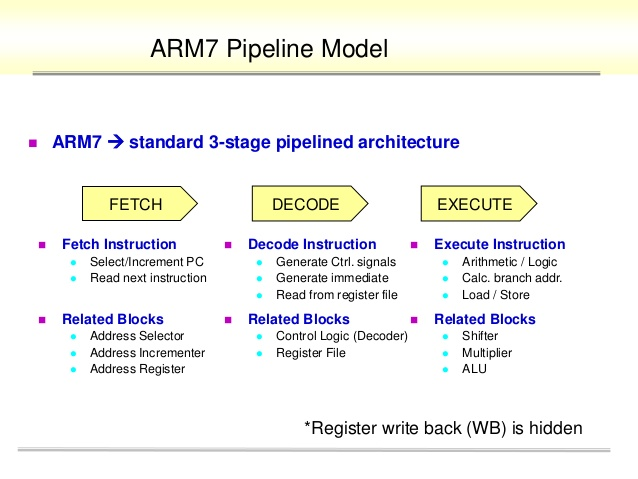 ARM7 Pipeline Model
ARM7 → standard 3-stage pipelined architecture
FETCH
DECODE
EXECUTE
Fetch Instruction
Select/Increment PC
Read next instruction
Related Blocks
Address Selector
Address Incrementer
Address Register
Decode Instruction
Generate Ctrl. signals
Generate immediate
Read from register file
Related Blocks
Control Logic (Decoder)
Register File
Execute Instruction
Arithmetic / Logic
Calc. branch addr.
Load / Store
Related Blocks
Shifter
Multiplier
ALU
*Register write back (WB) is hidden